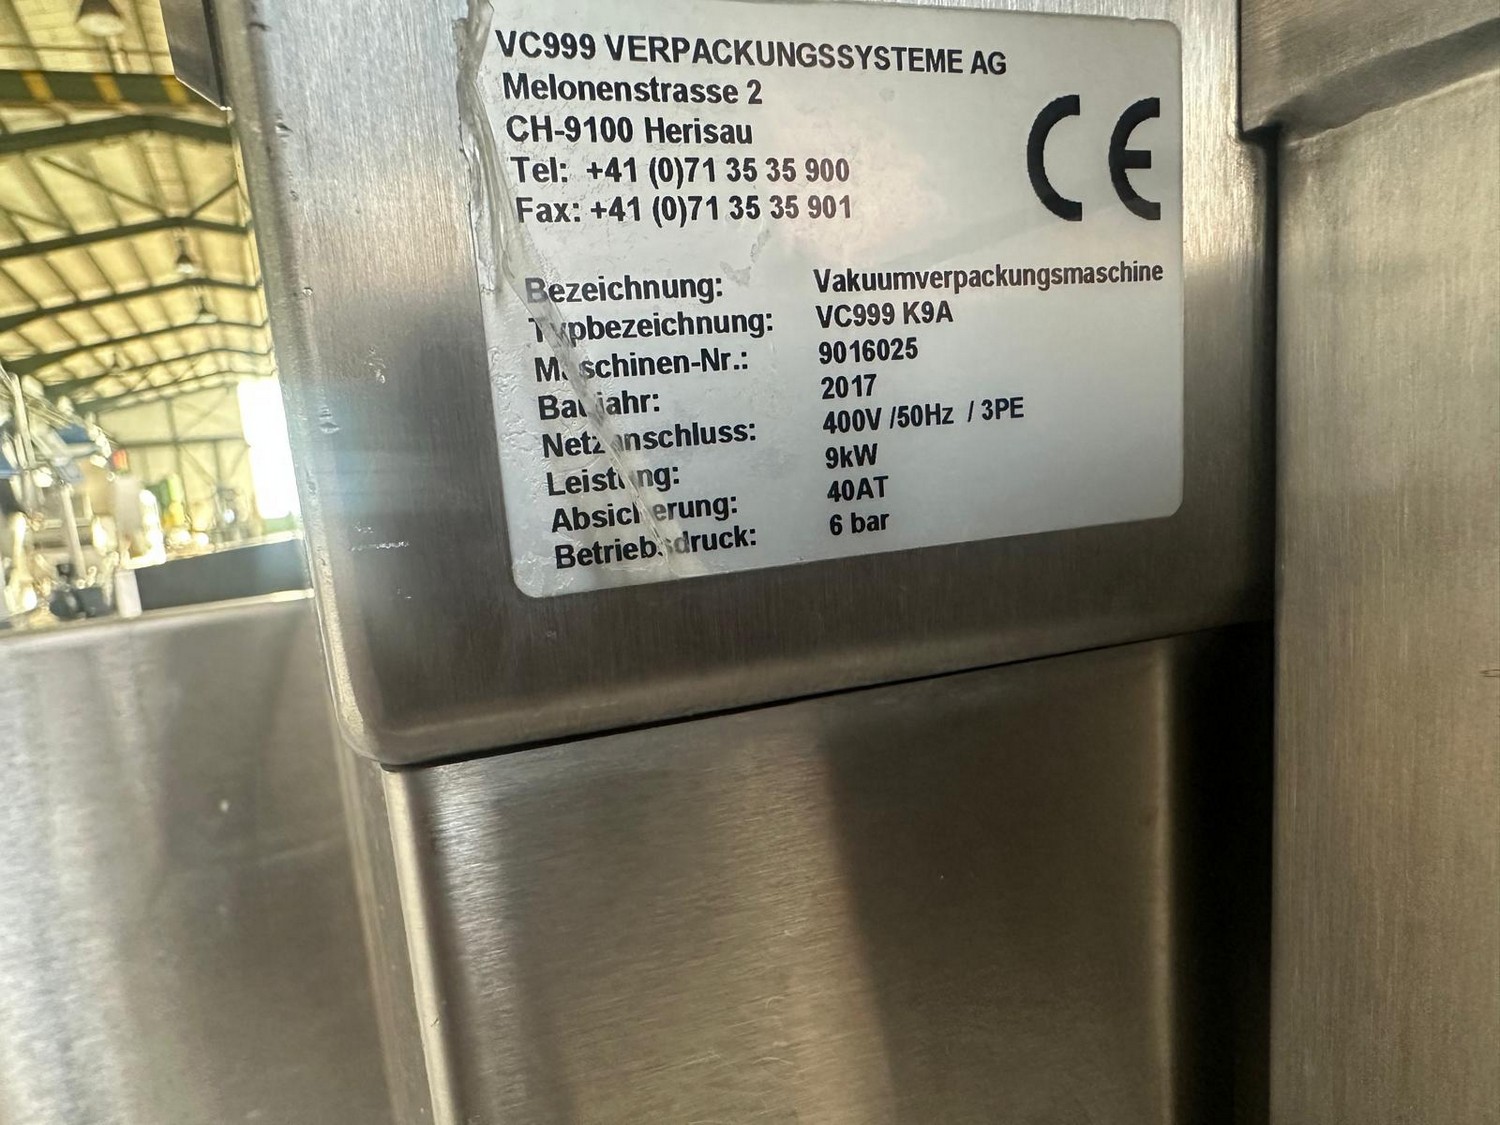 VC999 VERPACKUNGSSYSTEME AG
Melonenstrasse 2
CH-9100 Herisau
Tel: +41 (0)71 35 35 900
Fax: +41 (0)71 35 35 901
CE
Bezeichnung: Vakuumverpackungsmaschine
Typbezeichnung: VC999 K9A
Maschinen-Nr.: 9016025
Baujahr: 2017
Netzanschluss: 400V /50Hz / 3PE
Leistung: 9kW
Absicherung: 40AT
Betriebsdruck: 6 bar